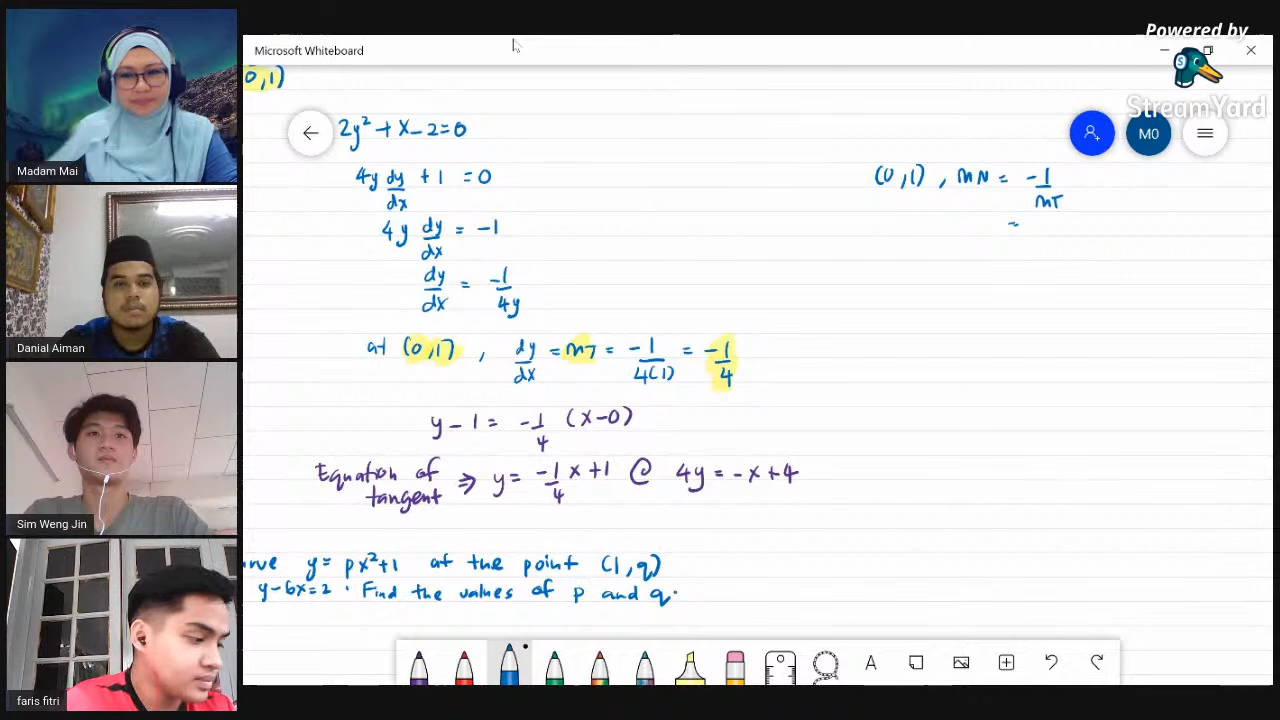 Powered by
StreamYard
Microsoft Whiteboard
0,1)
2y² + x - 2 = 0
4y dy/dx + 1 = 0
4y dy/dx = -1
dy/dx = -1/4y
at (0,1), dy/dx = mT = -1/4(1) = -1/4
y - 1 = -1/4 (x-0)
Equation of tangent ⇒ y = -1/4 x + 1 @ 4y = -x + 4
(0,1), mN = -1/mT
=
y = px² + 1 at the point (1, q)
y - 6x = 2 . Find the values of p and q.
M0
A
Madam Mai
Danial Aiman
Sim Weng Jin
faris fitri